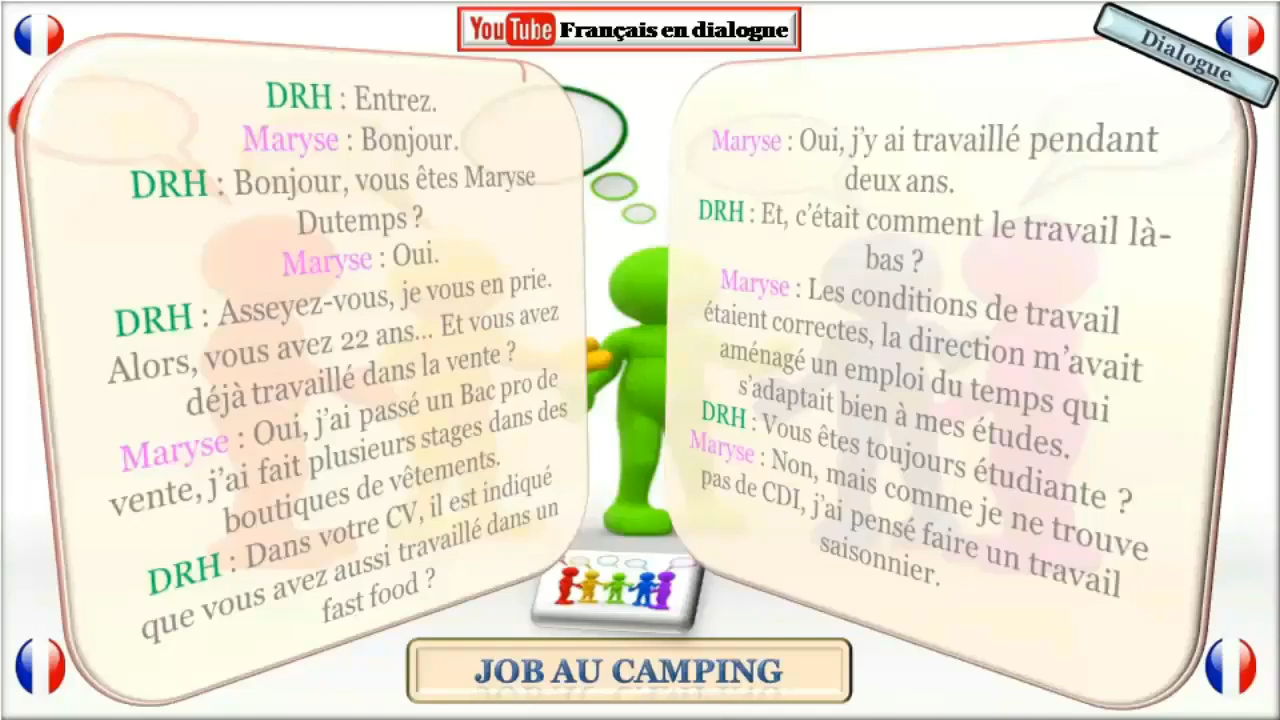 YouTube Français en dialogue
Dialogue
DRH : Entrez.
Maryse : Bonjour.
DRH : Bonjour, vous êtes Maryse
Dutemps ?
Maryse : Oui.
DRH : Asseyez-vous, je vous en prie.
Alors, vous avez 22 ans... Et vous avez
déjà travaillé dans la vente ?
Maryse : Oui, j'ai passé un Bac pro de
vente, j'ai fait plusieurs stages dans des
boutiques de vêtements.
DRH : Dans votre CV, il est indiqué
que vous avez aussi travaillé dans un
fast food ?
Maryse : Oui, j'y ai travaillé pendant
deux ans.
DRH : Et, c'était comment le travail là-
bas ?
Maryse : Les conditions de travail
étaient correctes, la direction m'avait
aménagé un emploi du temps qui
s'adaptait bien à mes études.
DRH : Vous êtes toujours étudiante ?
Maryse : Non, mais comme je ne trouve
pas de CDI, j'ai pensé faire un travail
saisonnier.
JOB AU CAMPING